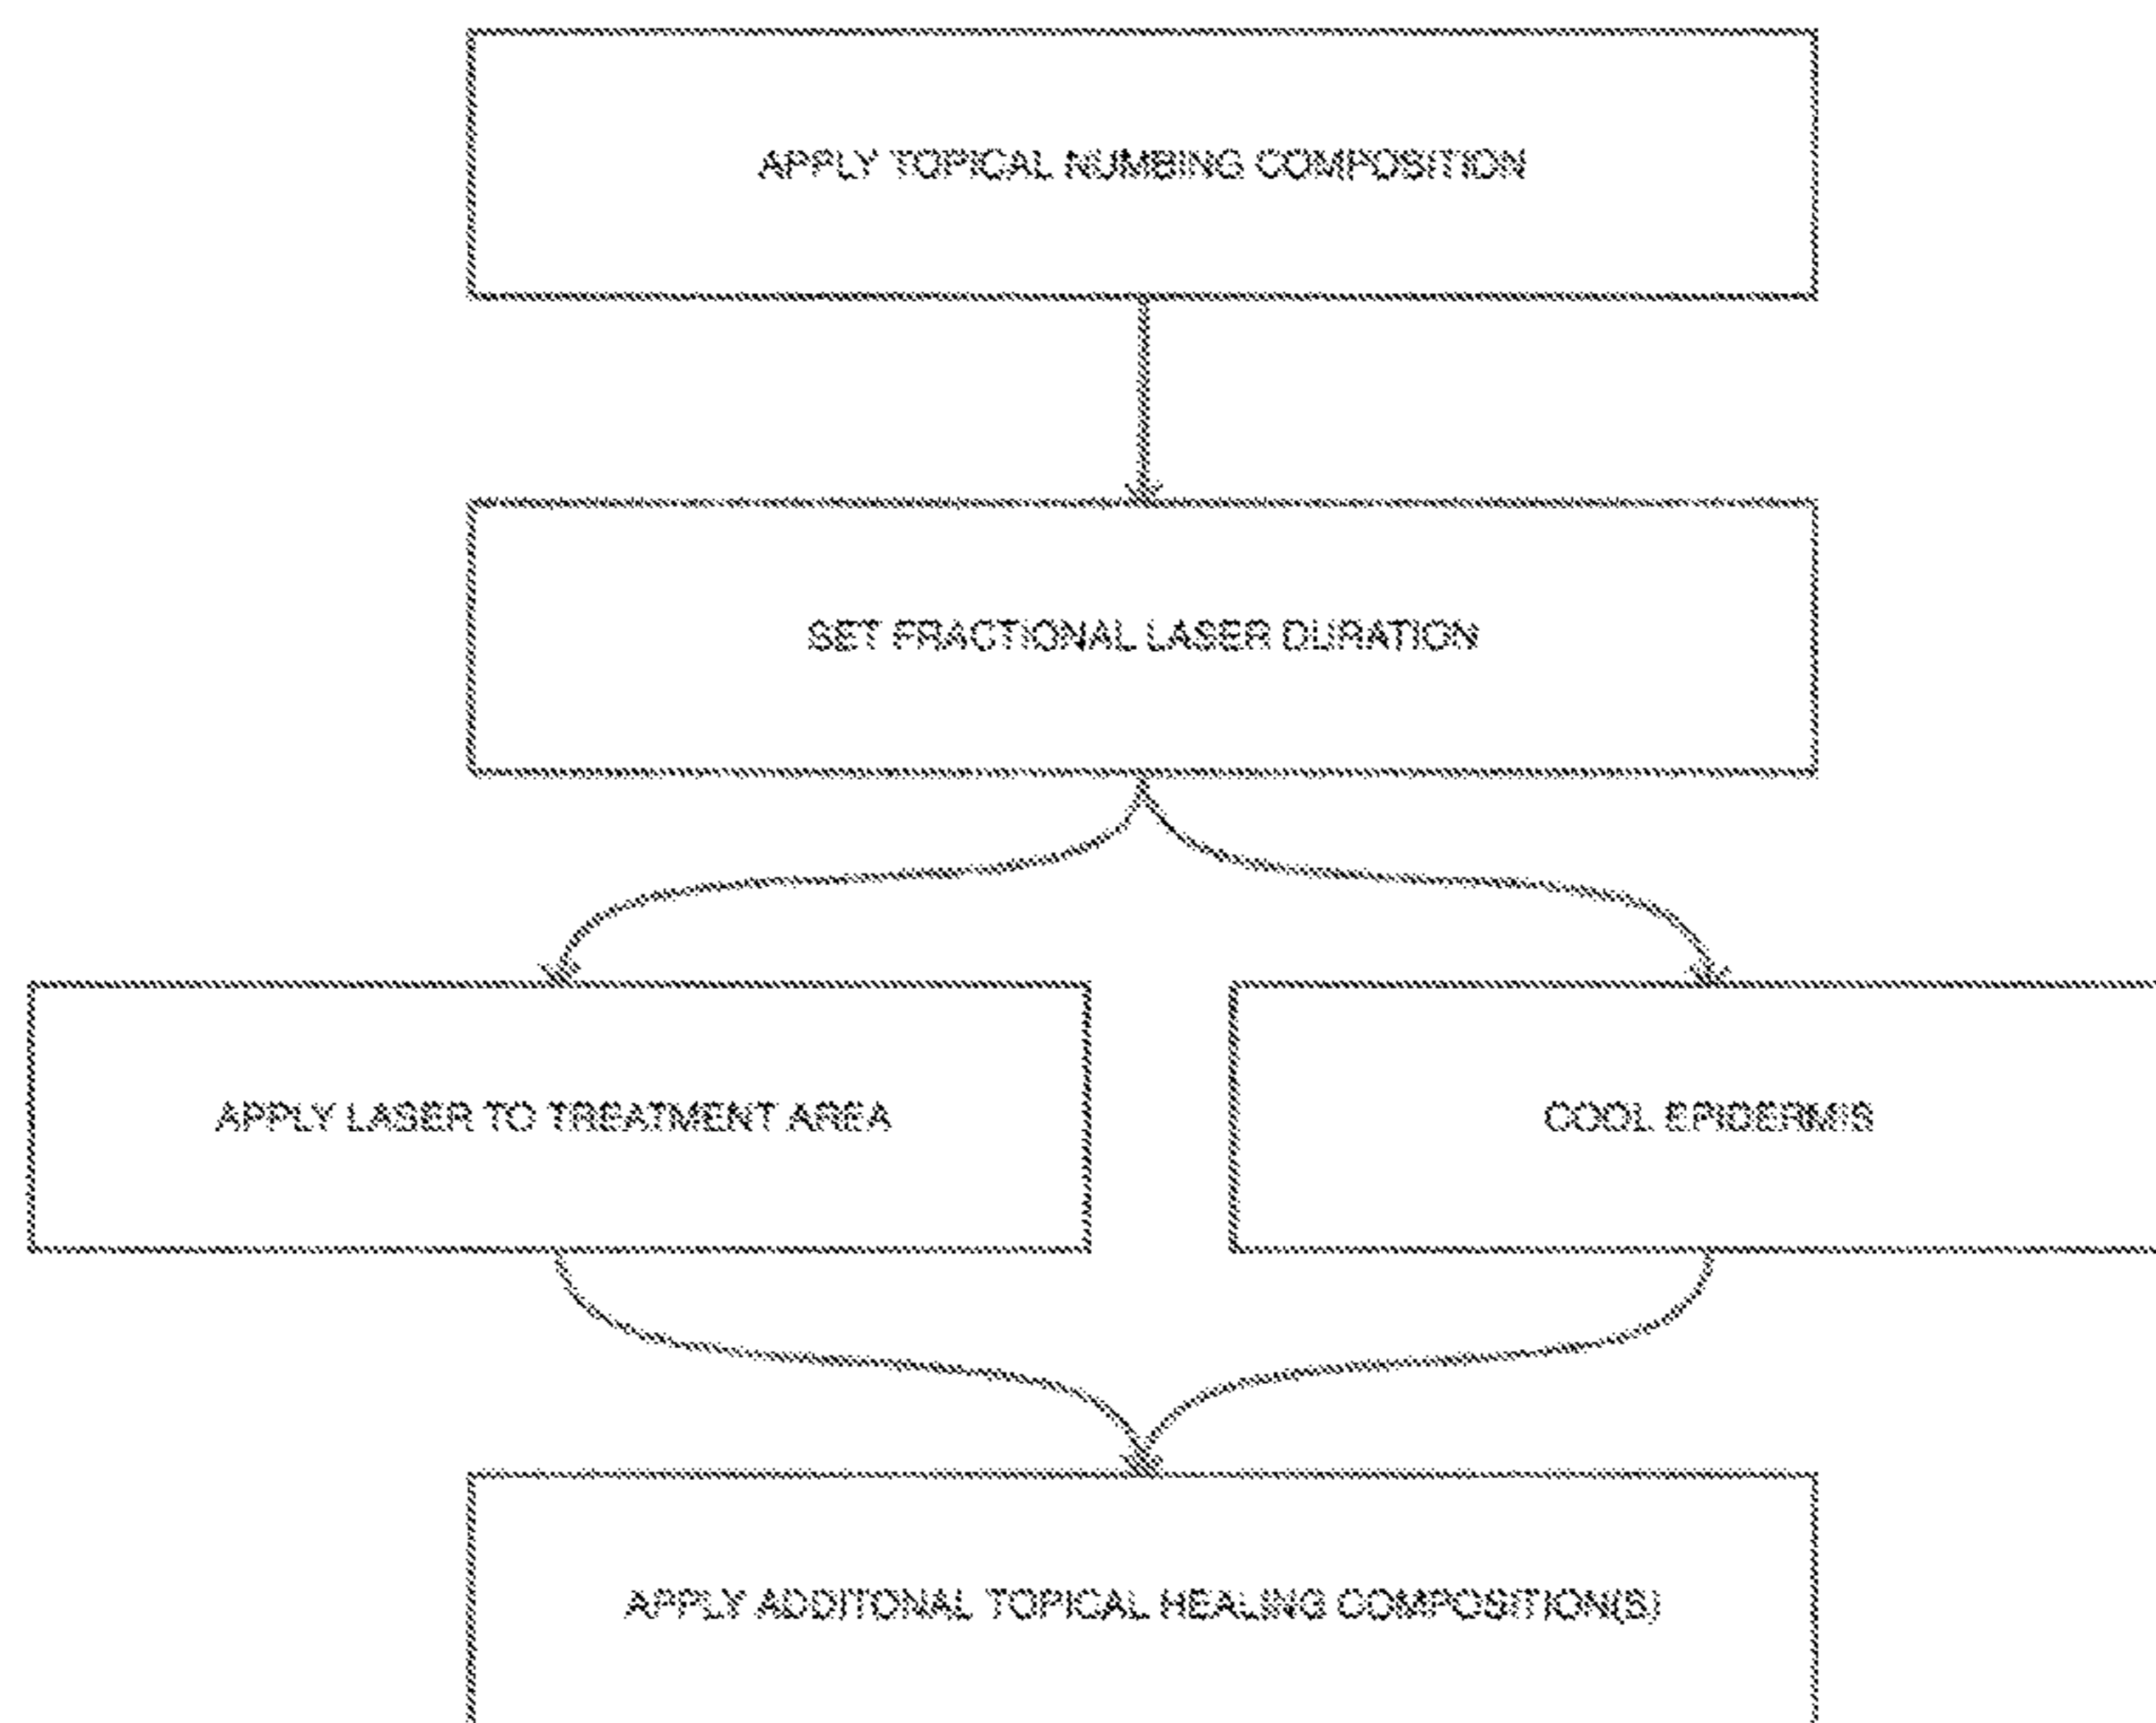 APPLY TOPICAL NUMBING COMPOSITION
SET FRACTIONAL LASER DURATION
APPLY LASER TO TREATMENT AREA
COOL EPIDERMIS
APPLY ADDITONAL TOPICAL HEALING COMPOSITION(S)